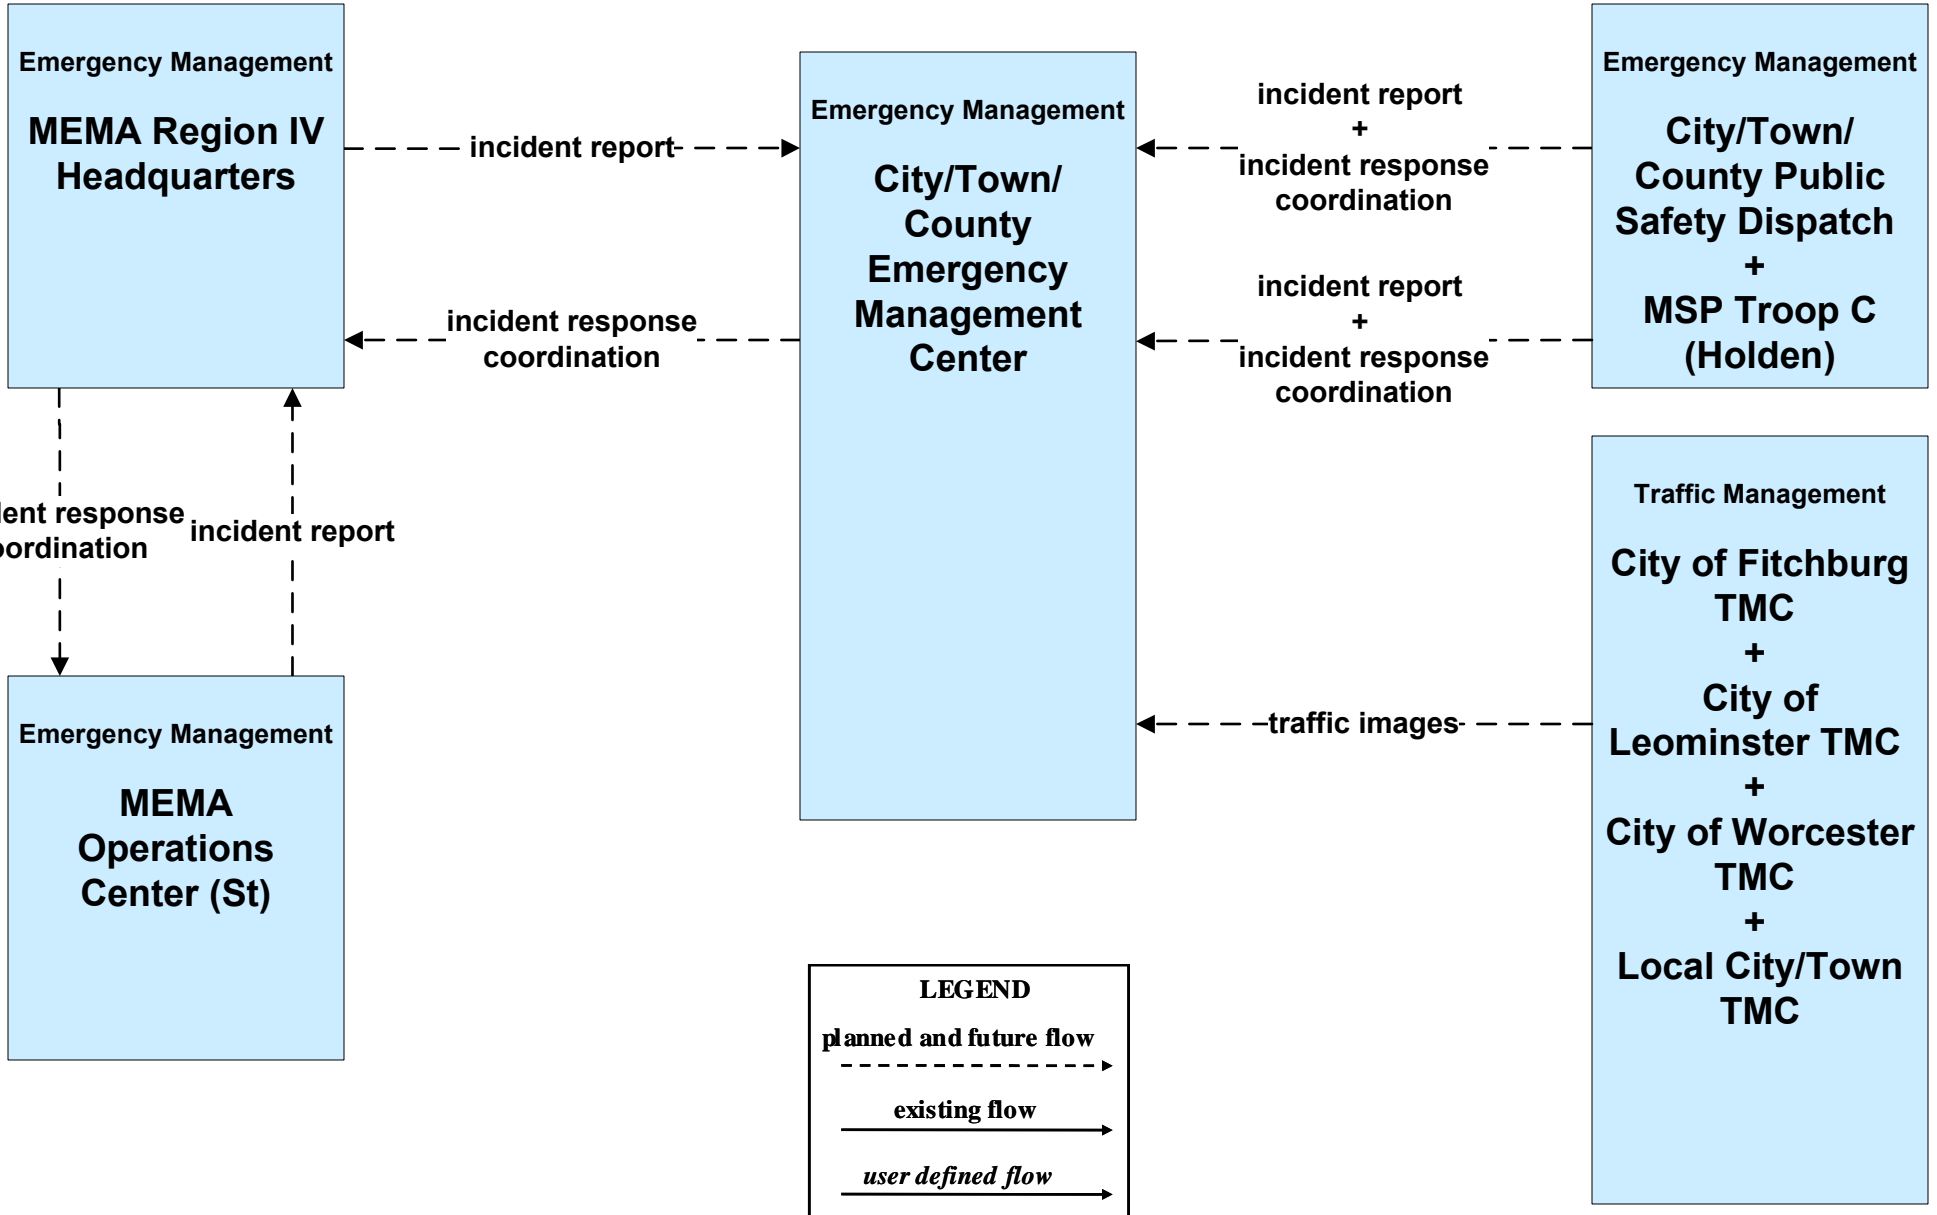 Emergency Management
MEMA Region IV
Headquarters
incident report
incident response
coordination
Emergency Management
City/Town/
County
Emergency
Management
Center
incident report
+
incident response
coordination
incident report
+
incident response
coordination
Emergency Management
City/Town/
County Public
Safety Dispatch
+
MSP Troop C
(Holden)
dent response
oordination
incident report
Emergency Management
MEMA
Operations
Center (St)
traffic images
Traffic Management
City of Fitchburg
TMC
+
City of
Leominster TMC
+
City of Worcester
TMC
+
Local City/Town
TMC
LEGEND
planned and future flow
existing flow
user defined flow